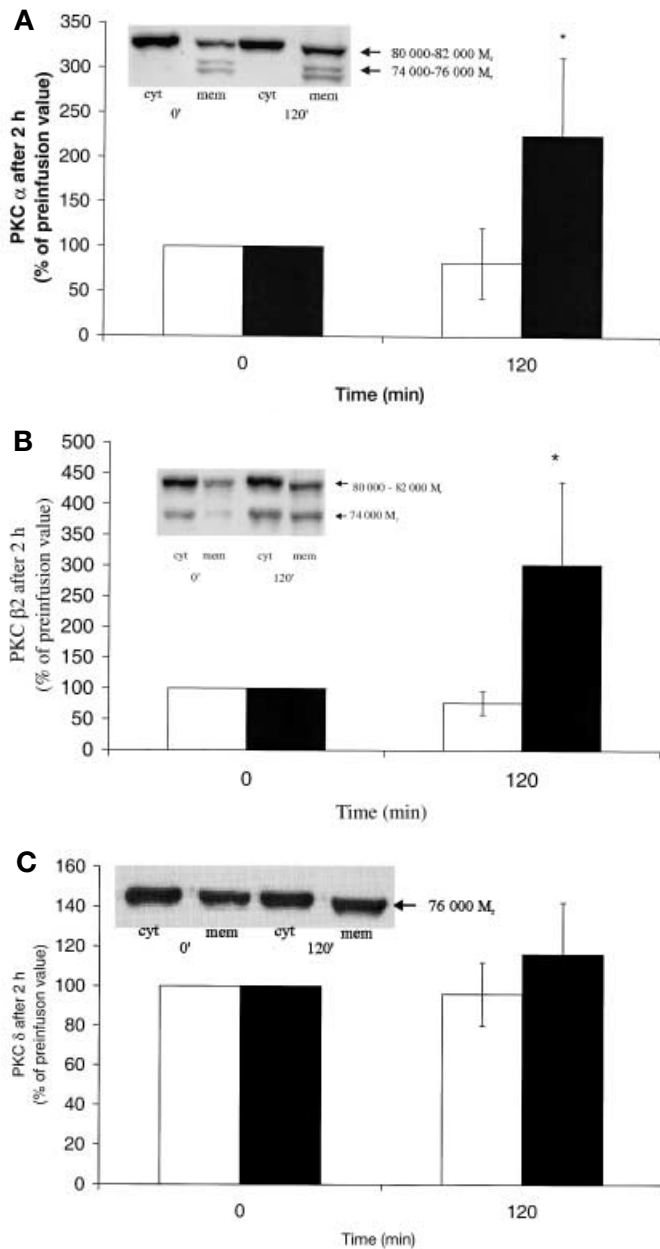 A
PKC α after 2 h
(% of preinfusion value)
350
300
250
200
150
100
50
0
80 000-82 000 Mr
74 000-76 000 Mr
cyt mem cyt mem
0' 120'
*
0 120
Time (min)
B
PKC β2 after 2 h
(% of preinfusion value)
500
450
400
350
300
250
200
150
100
50
0
80 000 - 82 000 Mr
74 000 Mr
cyt mem cyt mem
0' 120'
*
0 120
Time (min)
C
PKC δ after 2 h
(% of preinfuson value)
160
140
120
100
80
60
40
20
0
76 000 Mr
cyt mem cyt mem
0' 120'
0 120
Time (min)